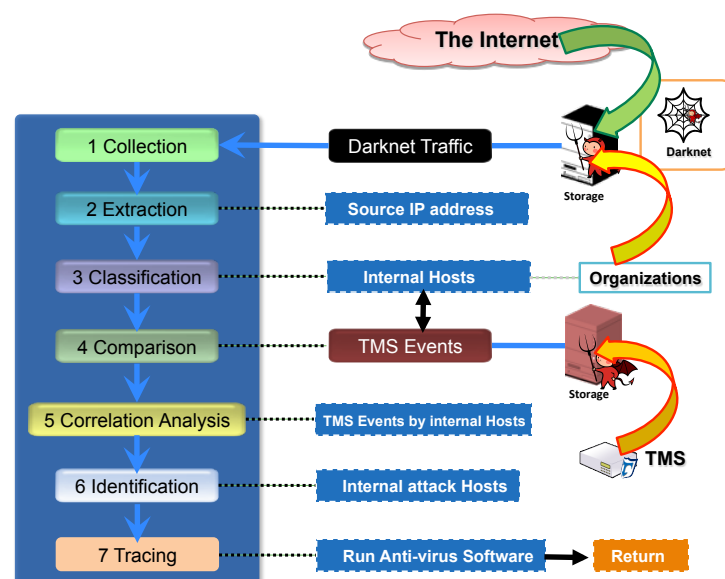 The Internet
Darknet
1 Collection
Darknet Traffic
Storage
2 Extraction
Source IP address
3 Classification
Internal Hosts
Organizations
4 Comparison
TMS Events
Storage
5 Correlation Analysis
TMS Events by internal Hosts
TMS
6 Identification
Internal attack Hosts
7 Tracing
Run Anti-virus Software
Return